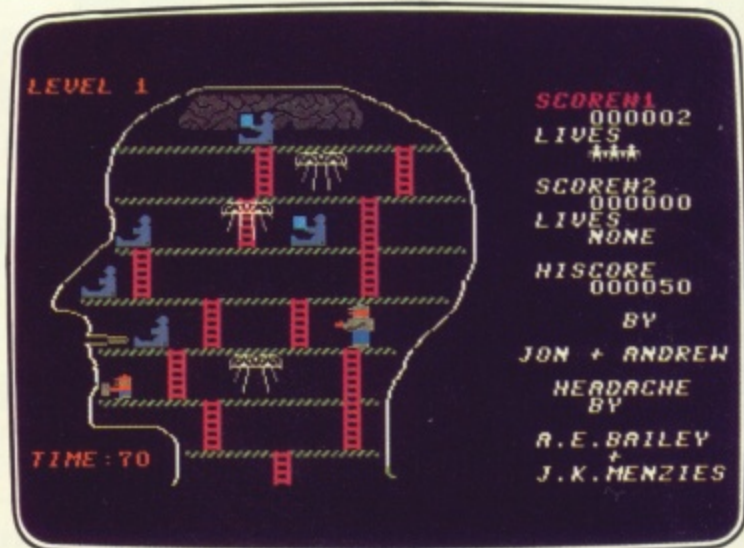 LEVEL 1
TIME:70
SCORE#1
000002
LIVES
SCORE#2
000000
LIVES
NONE
HISCORE
000050
BY
JON + ANDREW
HEADACHE
BY
A.E.BAILEY
+
J.K.MENZIES